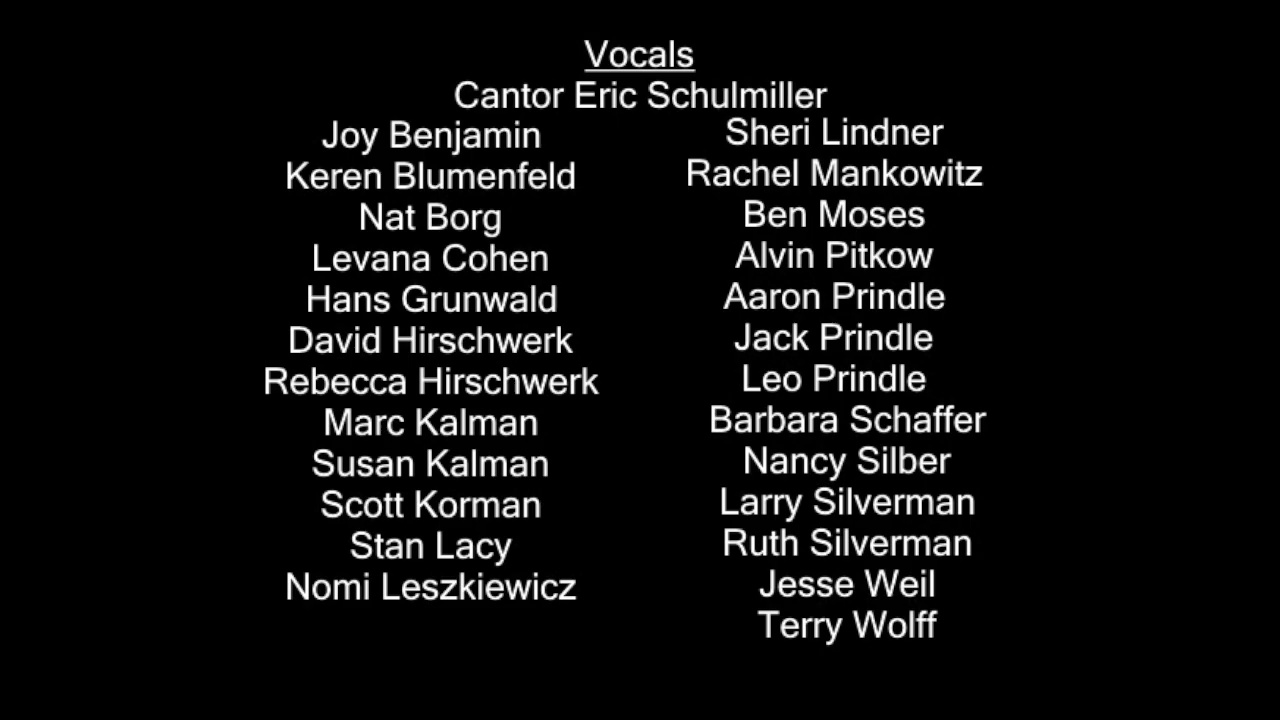 Vocals
Cantor Eric Schulmiller
Joy Benjamin
Keren Blumenfeld
Nat Borg
Levana Cohen
Hans Grunwald
David Hirschwerk
Rebecca Hirschwerk
Marc Kalman
Susan Kalman
Scott Korman
Stan Lacy
Nomi Leszkiewicz
Sheri Lindner
Rachel Mankowitz
Ben Moses
Alvin Pitkow
Aaron Prindle
Jack Prindle
Leo Prindle
Barbara Schaffer
Nancy Silber
Larry Silverman
Ruth Silverman
Jesse Weil
Terry Wolff